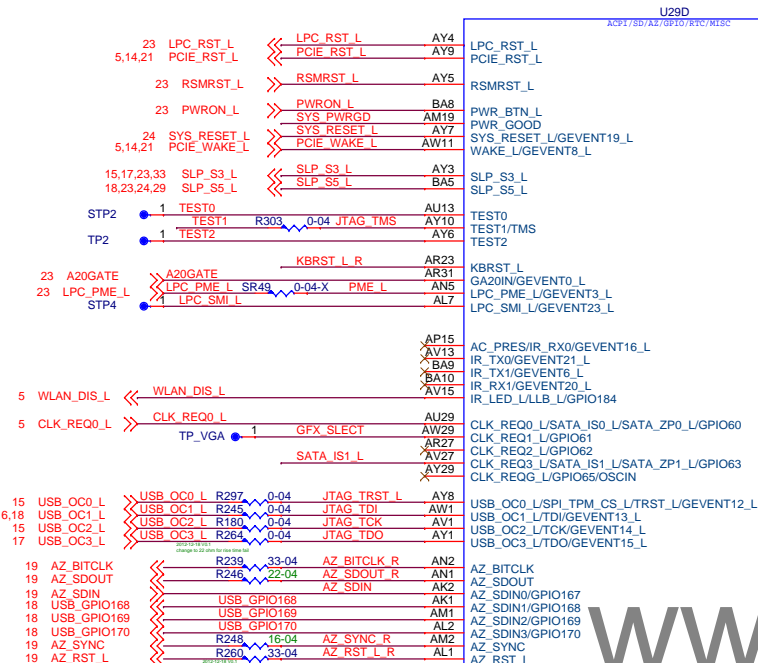 U29D
ACPI/SD/AZ/GPIO/RTC/MISC
23 LPC_RST_L LPC_RST_L AY4 LPC_RST_L
5,14,21 PCIE_RST_L PCIE_RST_L AY9 PCIE_RST_L
23 RSMRST_L RSMRST_L AY5 RSMRST_L
23 PWRON_L PWRON_L BA8 PWR_BTN_L
SYS_PWRGD AM19 PWR_GOOD
24 SYS_RESET_L SYS_RESET_L AY7 SYS_RESET_L/GEVENT19_L
5,14,21 PCIE_WAKE_L PCIE_WAKE_L AW11 WAKE_L/GEVENT8_L
15,17,23,33 SLP_S3_L SLP_S3_L AY3 SLP_S3_L
18,23,24,29 SLP_S5_L SLP_S5_L BA5 SLP_S5_L
STP2 1 TEST0 AU13 TEST0
TEST1 R303 0-04 JTAG_TMS AY10 TEST1/TMS
TP2 1 TEST2 AY6 TEST2
KBRST_L_R AR23 KBRST_L
23 A20GATE A20GATE AR31 GA20IN/GEVENT0_L
23 LPC_PME_L LPC_PME_L SR49 0-04-X PME_L AN5 LPC_PME_L/GEVENT3_L
STP4 1 LPC_SMI_L AL7 LPC_SMI_L/GEVENT23_L
AP15 AC_PRES/IR_RX0/GEVENT16_L
AV13 IR_TX0/GEVENT21_L
BA9 IR_TX1/GEVENT6_L
BA10 IR_RX1/GEVENT20_L
5 WLAN_DIS_L WLAN_DIS_L AV15 IR_LED_L/LLB_L/GPIO184
5 CLK_REQ0_L CLK_REQ0_L AU29 CLK_REQ0_L/SATA_IS0_L/SATA_ZP0_L/GPIO60
TP_VGA 1 GFX_SLECT AW29 CLK_REQ1_L/GPIO61
AR27 CLK_REQ2_L/GPIO62
SATA_IS1_L AV27 CLK_REQ3_L/SATA_IS1_L/SATA_ZP1_L/GPIO63
AY29 CLK_REQG_L/GPIO65/OSCIN
15 USB_OC0_L USB_OC0_L R297 0-04 JTAG_TRST_L AY8 USB_OC0_L/SPI_TPM_CS_L/TRST_L/GEVENT12_L
6,18 USB_OC1_L USB_OC1_L R245 0-04 JTAG_TDI AW1 USB_OC1_L/TDI/GEVENT13_L
15 USB_OC2_L USB_OC2_L R180 0-04 JTAG_TCK AV1 USB_OC2_L/TCK/GEVENT14_L
17 USB_OC3_L USB_OC3_L R264 0-04 JTAG_TDO AY1 USB_OC3_L/TDO/GEVENT15_L
change to 22 ohm for rise time fail
19 AZ_BITCLK R239 33-04 AZ_BITCLK_R AN2 AZ_BITCLK
19 AZ_SDOUT R246 22-04 AZ_SDOUT_R AN1 AZ_SDOUT
19 AZ_SDIN AZ_SDIN AK2 AZ_SDIN0/GPIO167
18 USB_GPIO168 USB_GPIO168 AK1 AZ_SDIN1/GPIO168
18 USB_GPIO169 USB_GPIO169 AM1 AZ_SDIN2/GPIO169
18 USB_GPIO170 USB_GPIO170 AL2 AZ_SDIN3/GPIO170
19 AZ_SYNC R248 16-04 AZ_SYNC_R AM2 AZ_SYNC
19 AZ_RST_L R260 33-04 AZ_RST_L_R AL1 AZ_RST_L